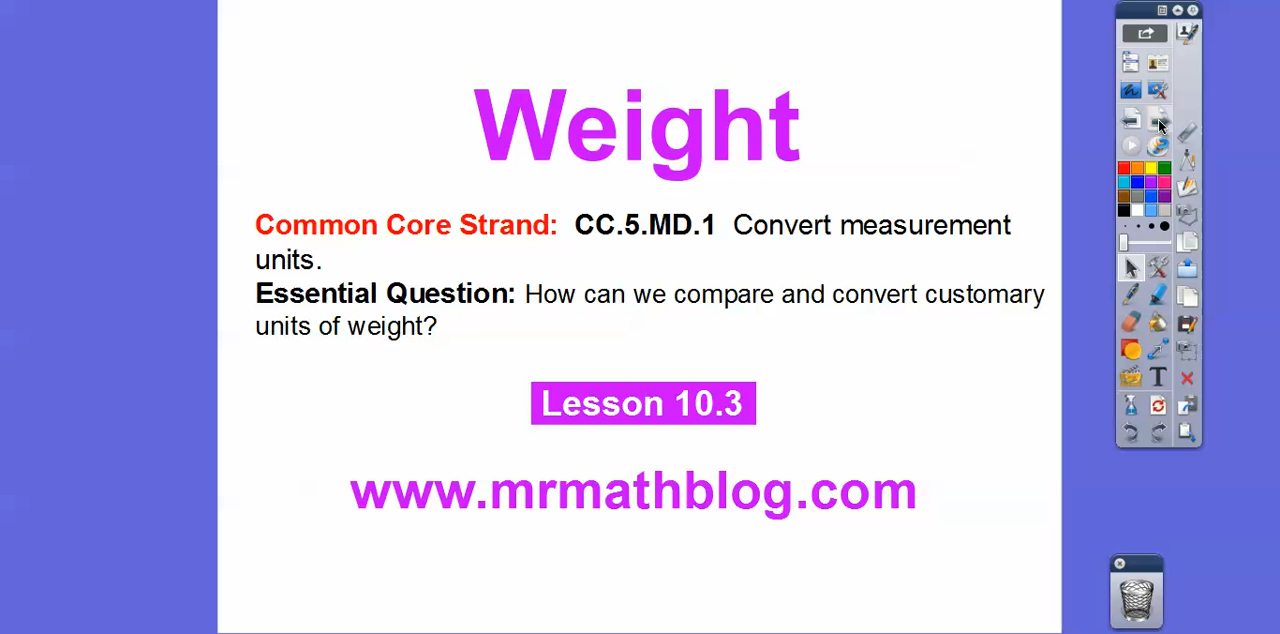 Weight
Common Core Strand: CC.5.MD.1 Convert measurement
units.
Essential Question: How can we compare and convert customary
units of weight?
Lesson 10.3
www.mrmathblog.com
T